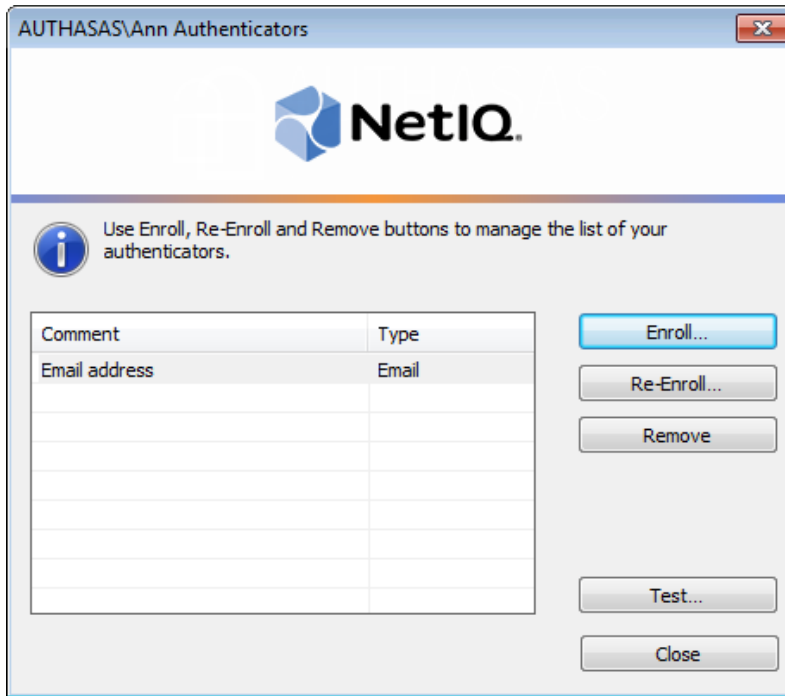 AUTHASAS\Ann Authenticators
NetIQ.
Use Enroll, Re-Enroll and Remove buttons to manage the list of your
authenticators.
Comment Type
Email address Email
Enroll...
Re-Enroll...
Remove
Test...
Close